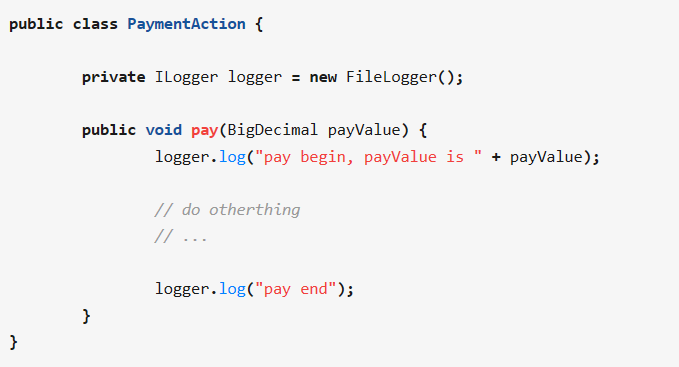 public class PaymentAction {
private ILogger logger = new FileLogger();
public void pay(BigDecimal payValue) {
logger.log("pay begin, payValue is " + payValue);
// do otherthing
// ...
logger.log("pay end");
}
}